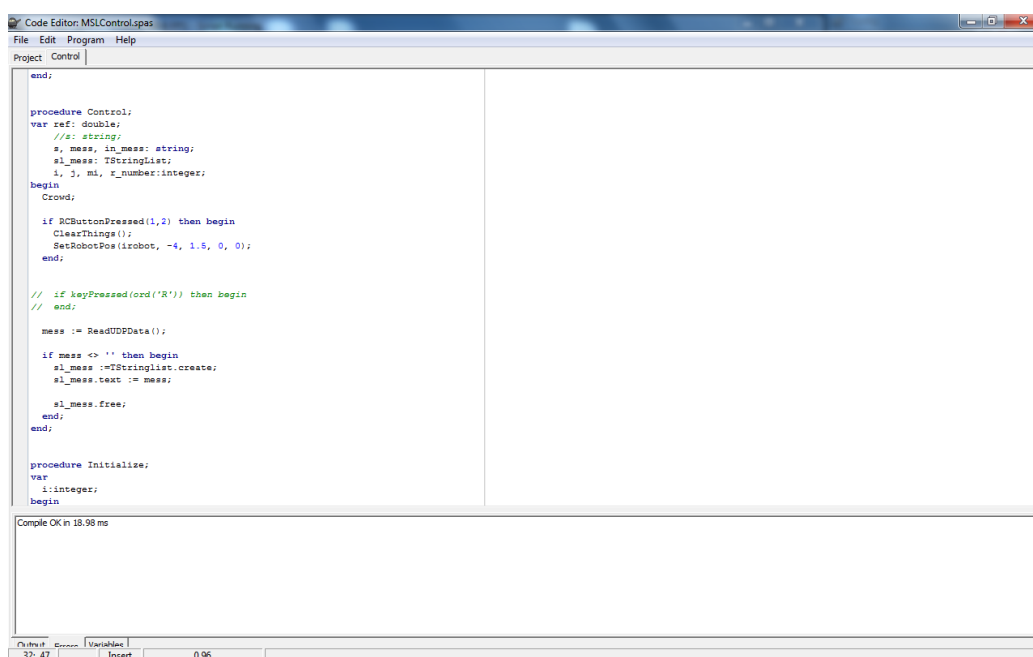 Code Editor: MSLControl.spas
File Edit Program Help
Project Control
end;
procedure Control;
var ref: double;
//s: string;
s, mess, in_mess: string;
sl_mess: TStringList;
i, j, mi, r_number:integer;
begin
Crowd;
if RCButtonPressed(1,2) then begin
ClearThings();
SetRobotPos(irobot, -4, 1.5, 0, 0);
end;
// if keyPressed(ord('R')) then begin
// end;
mess := ReadUDPData();
if mess <> '' then begin
sl_mess :=TStringlist.create;
sl_mess.text := mess;
sl_mess.free;
end;
end;
procedure Initialize;
var
i:integer;
begin
Compile OK in 18.98 ms
Output Errors Variables
32: 47 Insert 0.96